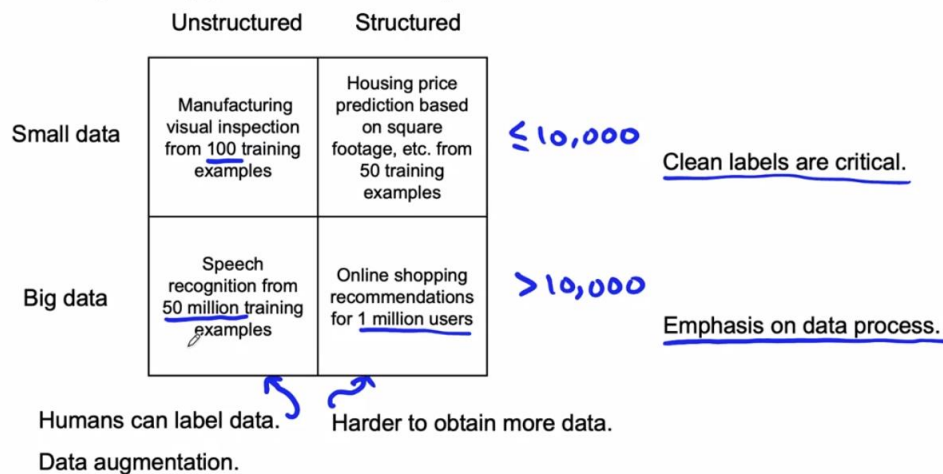 Unstructured
Structured
Small data
Manufacturing
visual inspection
from 100 training
examples
Housing price
prediction based
on square
footage, etc. from
50 training
examples
≤10,000
Clean labels are critical.
Big data
Speech
recognition from
50 million training
examples
Online shopping
recommendations
for 1 million users
>10,000
Emphasis on data process.
Humans can label data.
Data augmentation.
Harder to obtain more data.